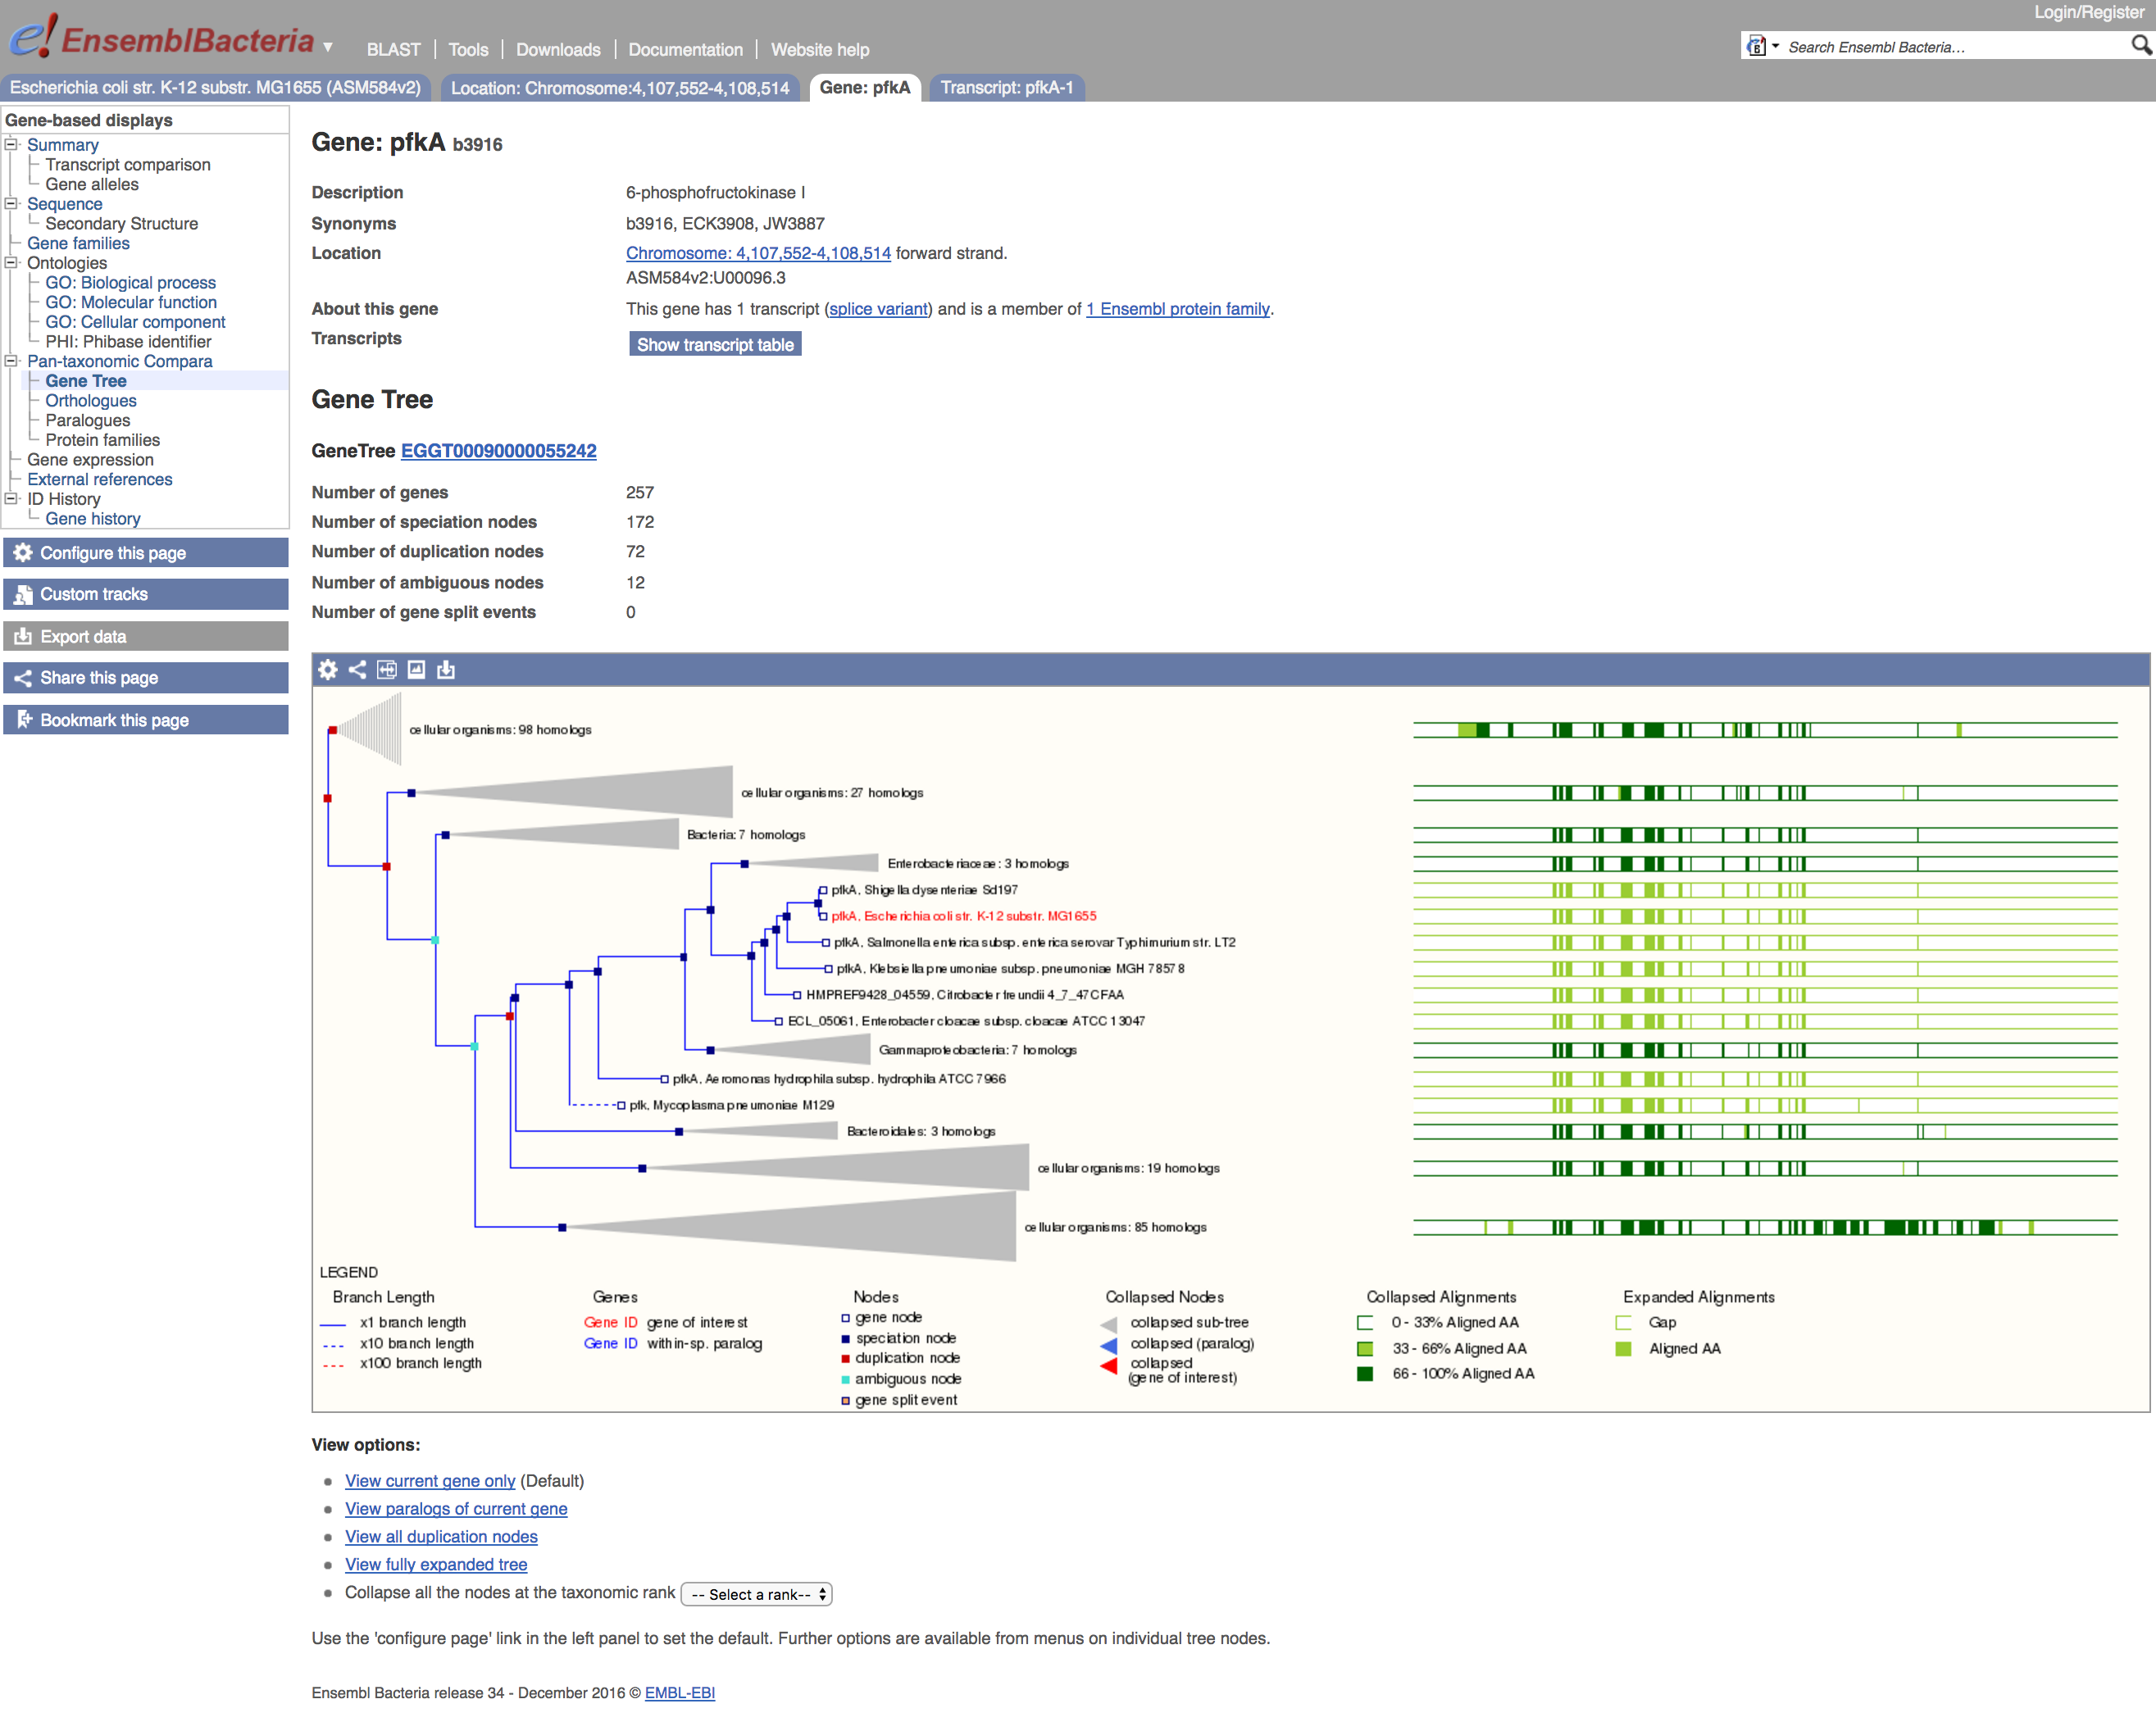 Login/Register
e! EnsemblBacteria ▼ BLAST | Tools | Downloads | Documentation | Website help
Search Ensembl Bacteria...
Escherichia coli str. K-12 substr. MG1655 (ASM584v2) Location: Chromosome:4,107,552-4,108,514 Gene: pfkA Transcript: pfkA-1
Gene-based displays
Summary
Transcript comparison
Gene alleles
Sequence
Secondary Structure
Gene families
Ontologies
GO: Biological process
GO: Molecular function
GO: Cellular component
PHI: Phibase identifier
Pan-taxonomic Compara
Gene Tree
Orthologues
Paralogues
Protein families
Gene expression
External references
ID History
Gene history
Configure this page
Custom tracks
Export data
Share this page
Bookmark this page
Gene: pfkA b3916
Description 6-phosphofructokinase I
Synonyms b3916, ECK3908, JW3887
Location Chromosome: 4,107,552-4,108,514 forward strand.
ASM584v2:U00096.3
About this gene This gene has 1 transcript (splice variant) and is a member of 1 Ensembl protein family.
Transcripts Show transcript table
Gene Tree
GeneTree EGGT00090000055242
Number of genes 257
Number of speciation nodes 172
Number of duplication nodes 72
Number of ambiguous nodes 12
Number of gene split events 0
cellular organisms: 98 homologs
cellular organisms: 27 homologs
Bacteria: 7 homologs
Enterobacteriaceae: 3 homologs
pfkA, Shigella dysenteriae Sd197
pfkA, Escherichia coli str. K-12 substr. MG1655
pfkA, Salmonella enterica subsp. enterica serovar Typhimurium str. LT2
pfkA, Klebsiella pneumoniae subsp. pneumoniae MGH 78578
HMPREF9428_04559, Citrobacter freundii 4_7_47CFAA
ECL_05061, Enterobacter cloacae subsp. cloacae ATCC 13047
Gammaproteobacteria: 7 homologs
pfkA, Aeromonas hydrophila subsp. hydrophila ATCC 7966
pfk, Mycoplasma pneumoniae M129
Bacteroidales: 3 homologs
cellular organisms: 19 homologs
cellular organisms: 85 homologs
LEGEND
Branch Length
x1 branch length
x10 branch length
x100 branch length
Genes
Gene ID gene of interest
Gene ID within-sp. paralog
Nodes
gene node
speciation node
duplication node
ambiguous node
gene split event
Collapsed Nodes
collapsed sub-tree
collapsed (paralog)
collapsed
(gene of interest)
Collapsed Alignments
0 - 33% Aligned AA
33 - 66% Aligned AA
66 - 100% Aligned AA
Expanded Alignments
Gap
Aligned AA
View options:
View current gene only (Default)
View paralogs of current gene
View all duplication nodes
View fully expanded tree
Collapse all the nodes at the taxonomic rank -- Select a rank--
Use the 'configure page' link in the left panel to set the default. Further options are available from menus on individual tree nodes.
Ensembl Bacteria release 34 - December 2016 © EMBL-EBI